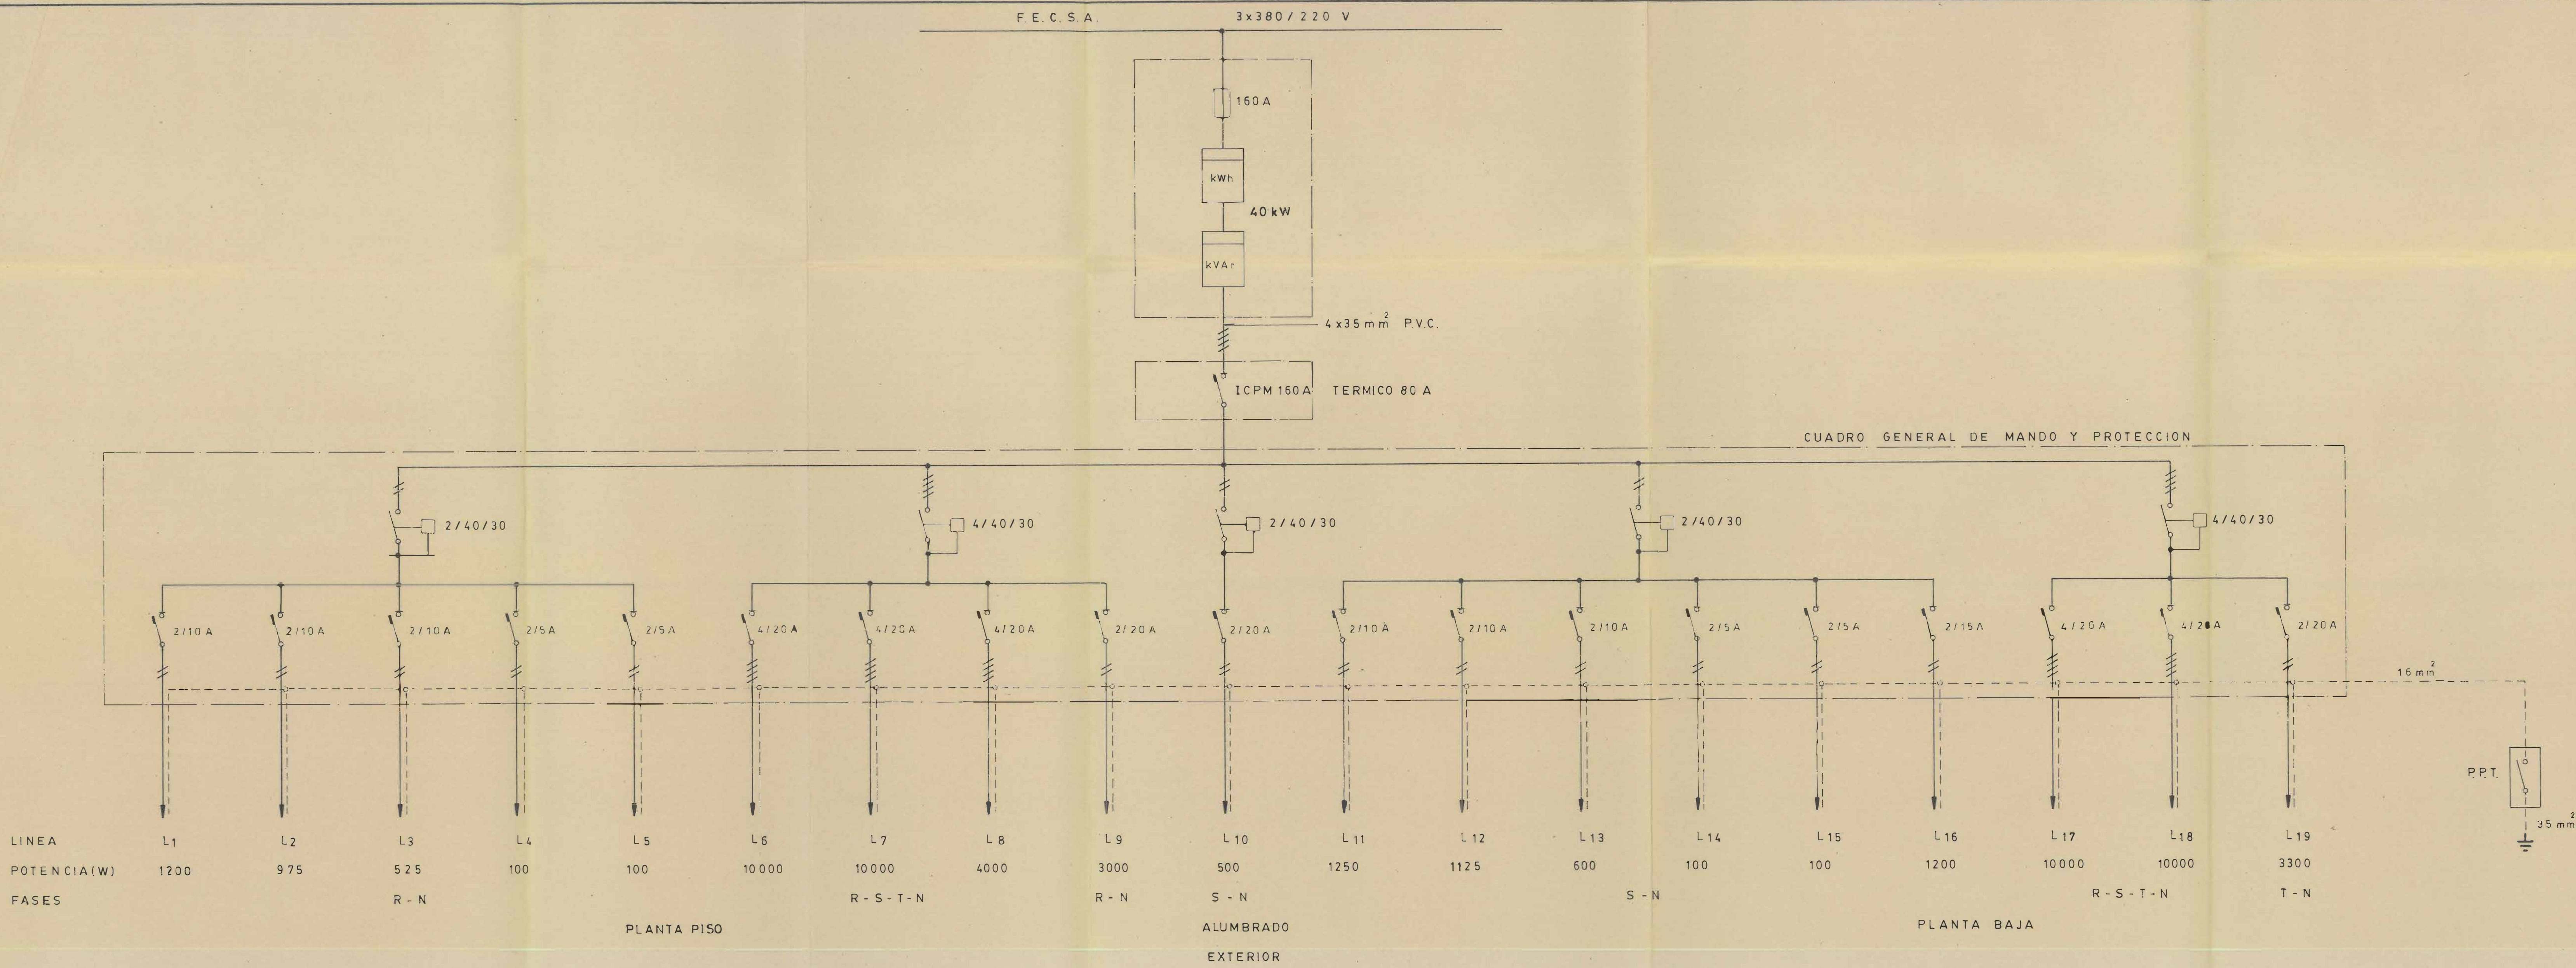 F.E.C.S.A. 3x380/220 V
160 A
kWh
40 kW
kVAr
4x35 mm² P.V.C.
ICPM 160 A TERMICO 80 A
CUADRO GENERAL DE MANDO Y PROTECCION
2/40/30 4/40/30 2/40/30 2/40/30 4/40/30
2/10 A 2/10 A 2/10 A 2/5 A 2/5 A 4/20 A 4/20 A 4/20 A 2/20 A 2/20 A 2/10 A 2/10 A 2/10 A 2/5 A 2/5 A 2/15 A 4/20 A 4/20 A 2/20 A
16 mm²
P.P.T.
35 mm²
LINEA L1 L2 L3 L4 L5 L6 L7 L8 L9 L10 L11 L12 L13 L14 L15 L16 L17 L18 L19
POTENCIA(W) 1200 975 525 100 100 10000 10000 4000 3000 500 1250 1125 600 100 100 1200 10000 10000 3300
FASES R-N R-S-T-N R-N S-N S-N R-S-T-N T-N
PLANTA PISO ALUMBRADO PLANTA BAJA
EXTERIOR